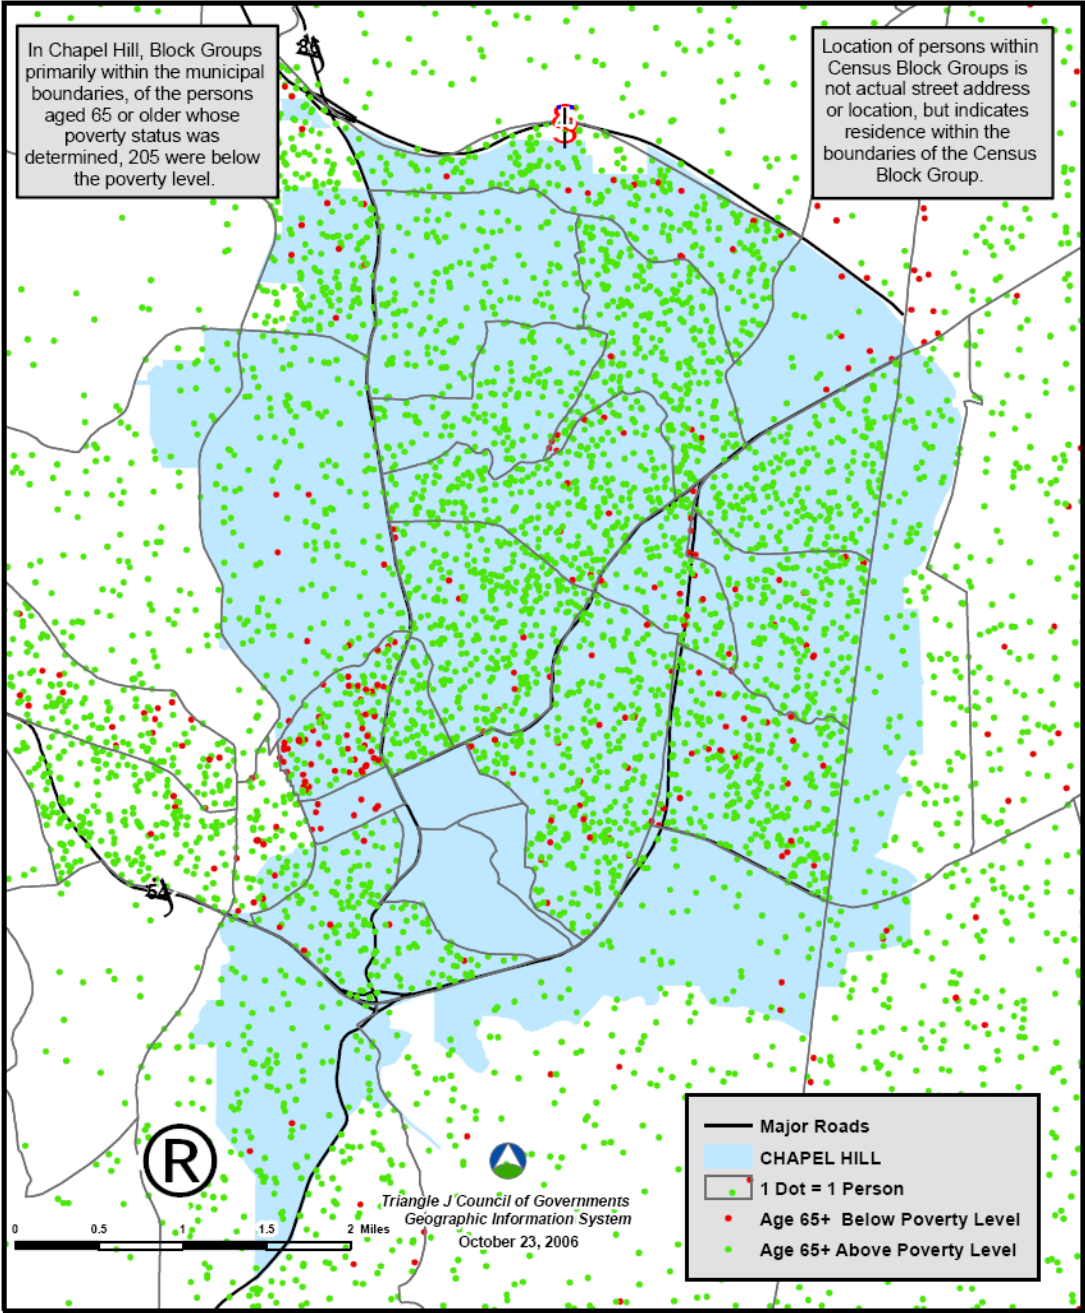 In Chapel Hill, Block Groups
primarily within the municipal
boundaries, of the persons
aged 65 or older whose
poverty status was
determined, 205 were below
the poverty level.
Location of persons within
Census Block Groups is
not actual street address
or location, but indicates
residence within the
boundaries of the Census
Block Group.
86
54
®
Major Roads
CHAPEL HILL
1 Dot = 1 Person
Age 65+ Below Poverty Level
Age 65+ Above Poverty Level
Triangle J Council of Governments
Geographic Information System
October 23, 2006
0 0.5 1 1.5 2 Miles